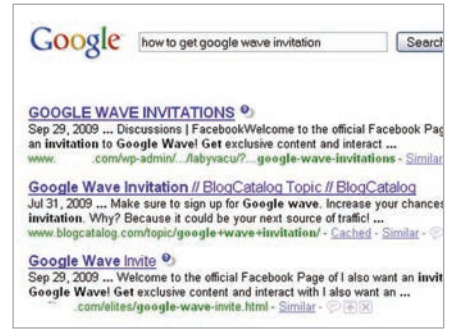 Google how to get google wave invitation Search
GOOGLE WAVE INVITATIONS
Sep 29, 2009 ... Discussions | FacebookWelcome to the official Facebook Pag
an invitation to Google Wave! Get exclusive content and interact ...
www. .com/wp-admin/.../labyvacu/?...google-wave-invitations - Similar
Google Wave Invitation // BlogCatalog Topic // BlogCatalog
Jul 31, 2009 ... Make sure to sign up for Google wave. Increase your chances
invitation. Why? Because it could be your next source of traffic! ...
www.blogcatalog.com/topic/google+wave+invitation/ - Cached - Similar -
Google Wave Invite
Sep 29, 2009 ... Welcome to the official Facebook Page of I also want an invit
Google Wave! Get exclusive content and interact with I also want an ...
.com/elites/google-wave-invite.html - Similar -